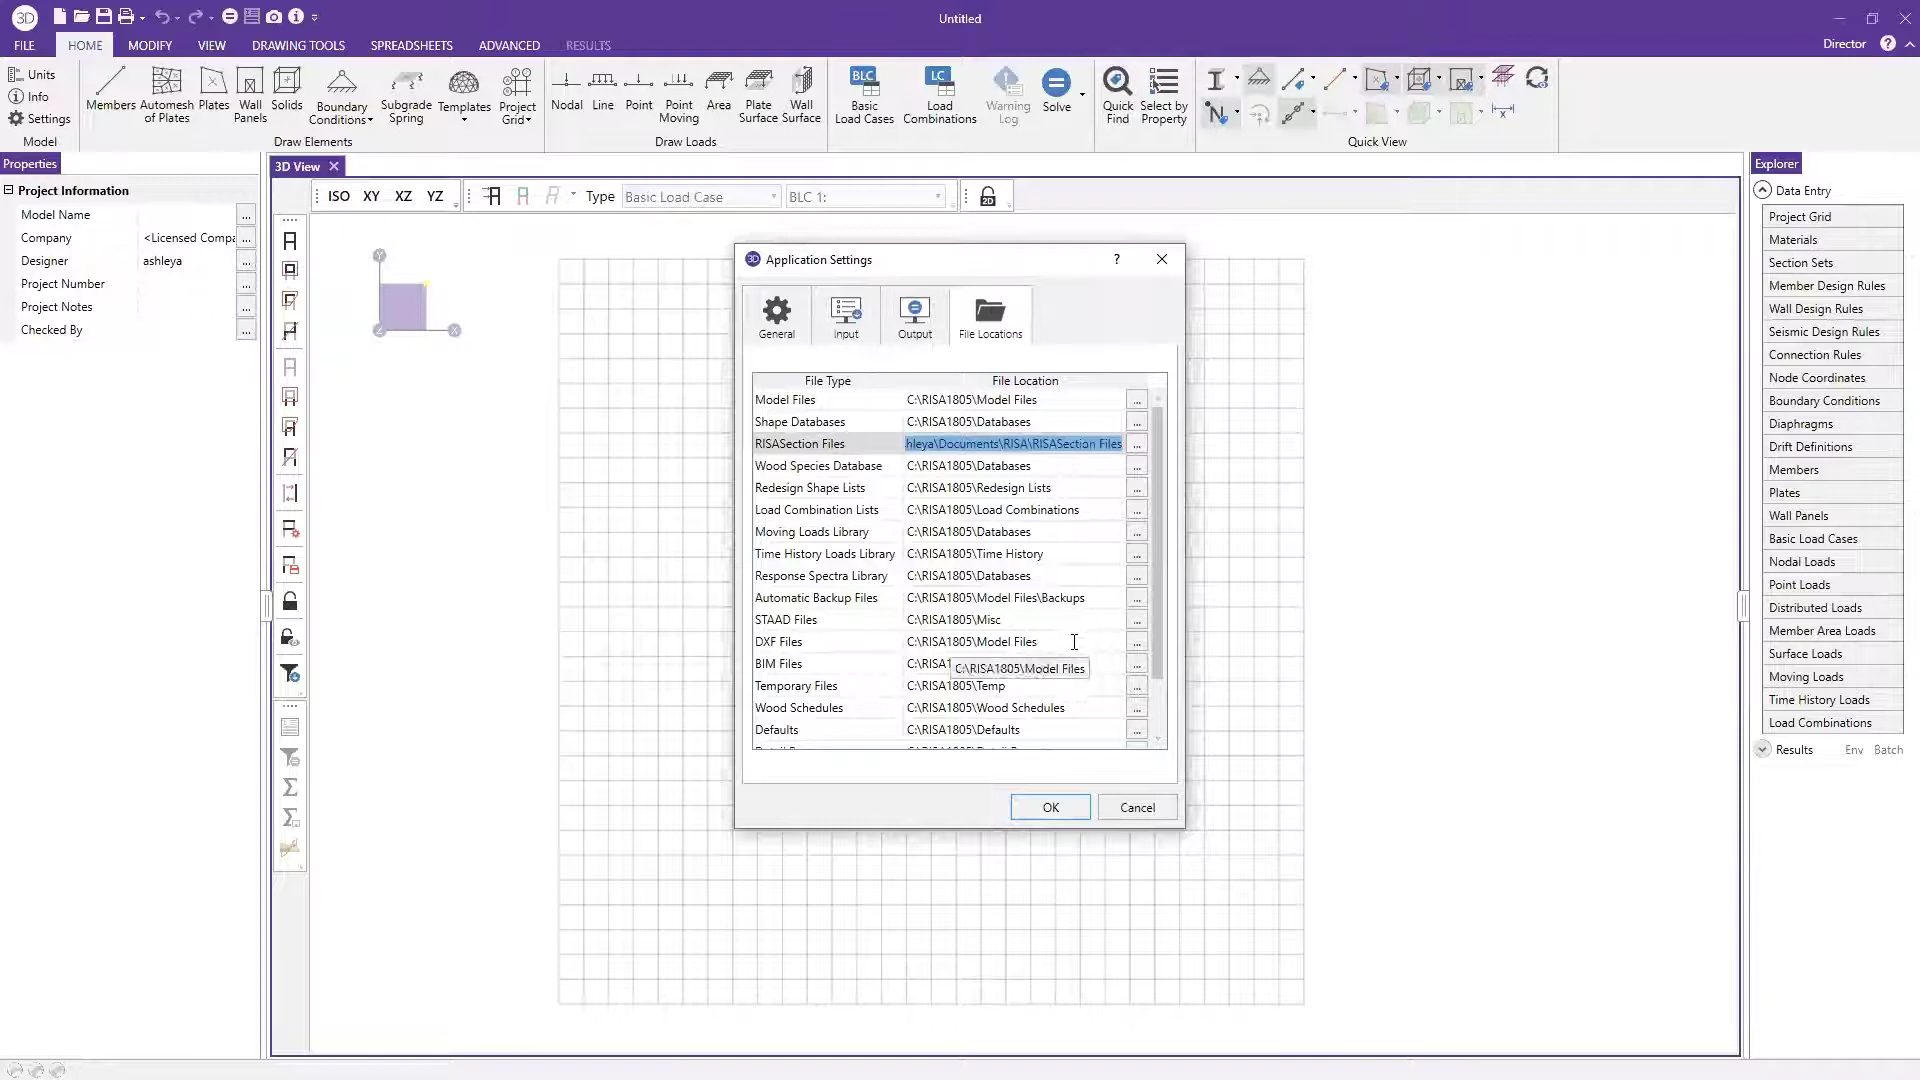 3D
Untitled
FILE HOME MODIFY VIEW DRAWING TOOLS SPREADSHEETS ADVANCED RESULTS Director ?
Units
Info
Settings
Model
Members Automesh of Plates Plates Wall Panels Solids Boundary Conditions Subgrade Spring Templates Project Grid
Draw Elements
Nodal Line Point Point Moving Area Plate Surface Wall Surface
Draw Loads
BLC Basic Load Cases LC Load Combinations Warning Log Solve
Quick Find Select by Property
Quick View
Properties
Project Information
Model Name ...
Company <Licensed Compa ...
Designer ashleya ...
Project Number ...
Project Notes ...
Checked By ...
3D View
ISO XY XZ YZ Type Basic Load Case BLC 1: 2D
Y
Z X
3D Application Settings ?
General Input Output File Locations
File Type File Location
Model Files C:\RISA1805\Model Files ...
Shape Databases C:\RISA1805\Databases ...
RISASection Files hleya\Documents\RISA\RISASection Files ...
Wood Species Database C:\RISA1805\Databases ...
Redesign Shape Lists C:\RISA1805\Redesign Lists ...
Load Combination Lists C:\RISA1805\Load Combinations ...
Moving Loads Library C:\RISA1805\Databases ...
Time History Loads Library C:\RISA1805\Time History ...
Response Spectra Library C:\RISA1805\Databases ...
Automatic Backup Files C:\RISA1805\Model Files\Backups ...
STAAD Files C:\RISA1805\Misc ...
DXF Files C:\RISA1805\Model Files ...
BIM Files C:\RISA1 ...
C:\RISA1805\Model Files
Temporary Files C:\RISA1805\Temp ...
Wood Schedules C:\RISA1805\Wood Schedules ...
Defaults C:\RISA1805\Defaults ...
OK Cancel
Explorer
Data Entry
Project Grid
Materials
Section Sets
Member Design Rules
Wall Design Rules
Seismic Design Rules
Connection Rules
Node Coordinates
Boundary Conditions
Diaphragms
Drift Definitions
Members
Plates
Wall Panels
Basic Load Cases
Nodal Loads
Point Loads
Distributed Loads
Member Area Loads
Surface Loads
Moving Loads
Time History Loads
Load Combinations
Results Env Batch